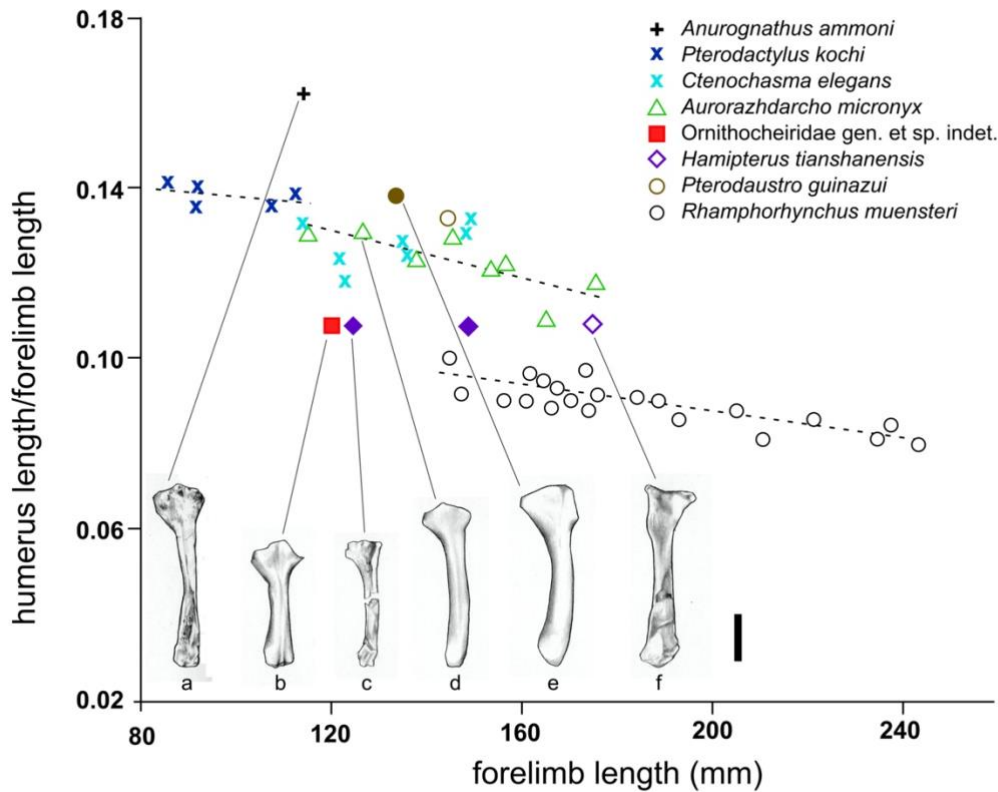 0.18
0.14
0.10
0.06
0.02
humerus length/forelimb length
Anurognathus ammoni
Pterodactylus kochi
Ctenochasma elegans
Aurorazhdarcho micronyx
Ornithocheiridae gen. et sp. indet.
Hamipterus tianshanensis
Pterodaustro guinazui
Rhamphorhynchus muensteri
a b c d e f
80 120 160 200 240
forelimb length (mm)